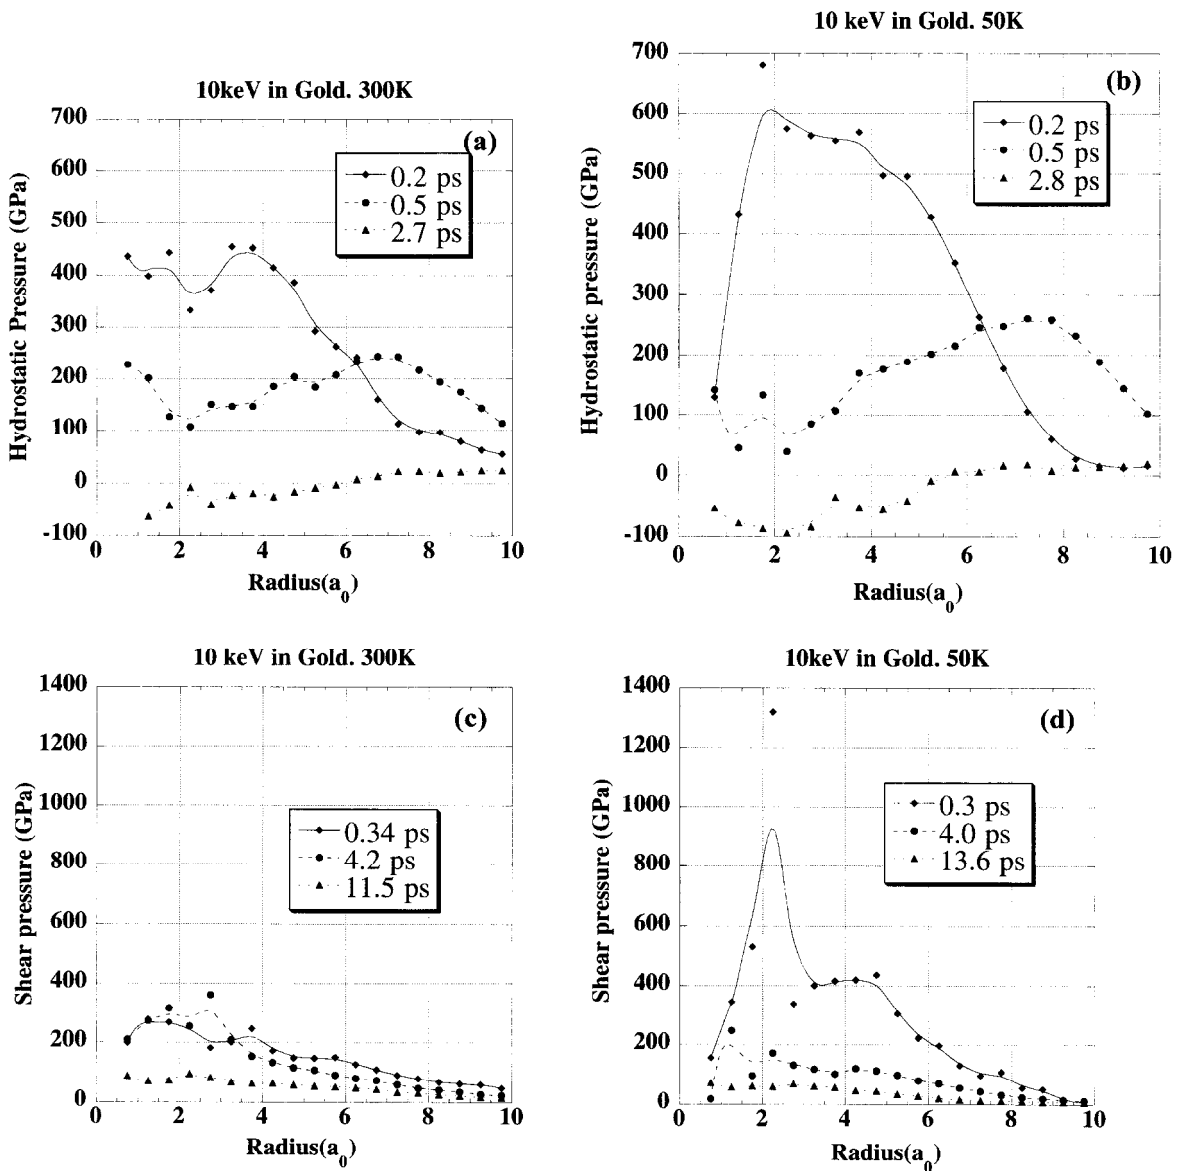 10keV in Gold. 300K
(a)
0.2 ps
0.5 ps
2.7 ps
Hydrostatic Pressure (GPa)
700
600
500
400
300
200
100
0
-100
0 2 4 6 8 10
Radius(a0)
10 keV in Gold. 50K
(b)
0.2 ps
0.5 ps
2.8 ps
Hydrostatic pressure (GPa)
700
600
500
400
300
200
100
0
-100
0 2 4 6 8 10
Radius(a0)
10 keV in Gold. 300K
(c)
0.34 ps
4.2 ps
11.5 ps
Shear pressure (GPa)
1400
1200
1000
800
600
400
200
0
0 2 4 6 8 10
Radius(a0)
10keV in Gold. 50K
(d)
0.3 ps
4.0 ps
13.6 ps
Shear pressure (GPa)
1400
1200
1000
800
600
400
200
0
0 2 4 6 8 10
Radius(a0)